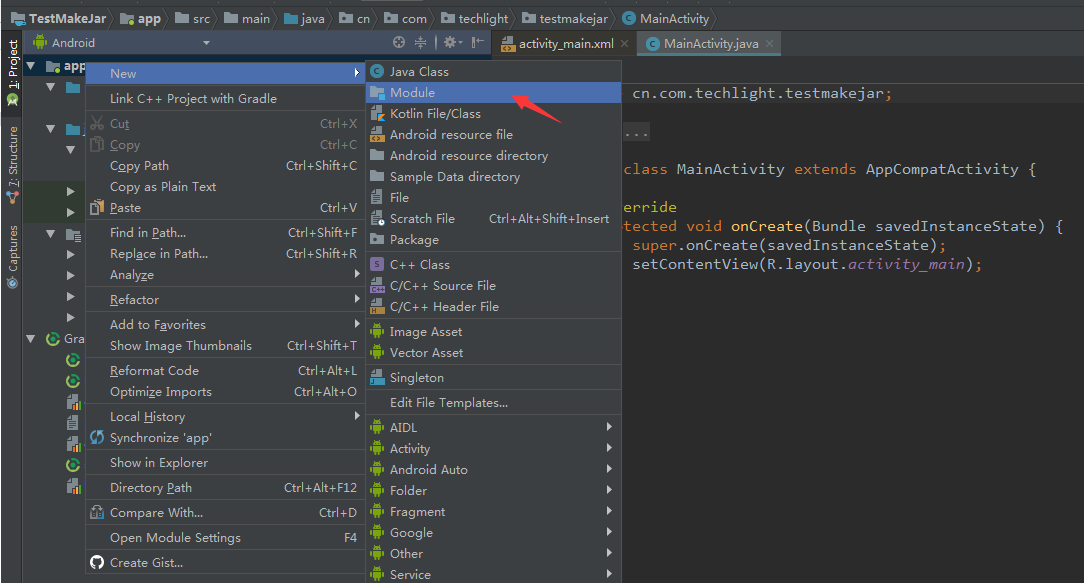 TestMakeJar app src main java cn com techlight testmakejar MainActivity
Android
activity_main.xml MainActivity.java
1: Project
7: Structure
Captures
app
Gra
New
Link C++ Project with Gradle
Cut Ctrl+X
Copy Ctrl+C
Copy Path Ctrl+Shift+C
Copy as Plain Text
Paste Ctrl+V
Find in Path... Ctrl+Shift+F
Replace in Path... Ctrl+Shift+R
Analyze
Refactor
Add to Favorites
Show Image Thumbnails Ctrl+Shift+T
Reformat Code Ctrl+Alt+L
Optimize Imports Ctrl+Alt+O
Local History
Synchronize 'app'
Show in Explorer
Directory Path Ctrl+Alt+F12
Compare With... Ctrl+D
Open Module Settings F4
Create Gist...
Java Class
Module
Kotlin File/Class
Android resource file
Android resource directory
Sample Data directory
File
Scratch File Ctrl+Alt+Shift+Insert
Package
C++ Class
C/C++ Source File
C/C++ Header File
Image Asset
Vector Asset
Singleton
Edit File Templates...
AIDL
Activity
Android Auto
Folder
Fragment
Google
Other
Service
cn.com.techlight.testmakejar;
...
class MainActivity extends AppCompatActivity {
erride
tected void onCreate(Bundle savedInstanceState) {
super.onCreate(savedInstanceState);
setContentView(R.layout.activity_main);